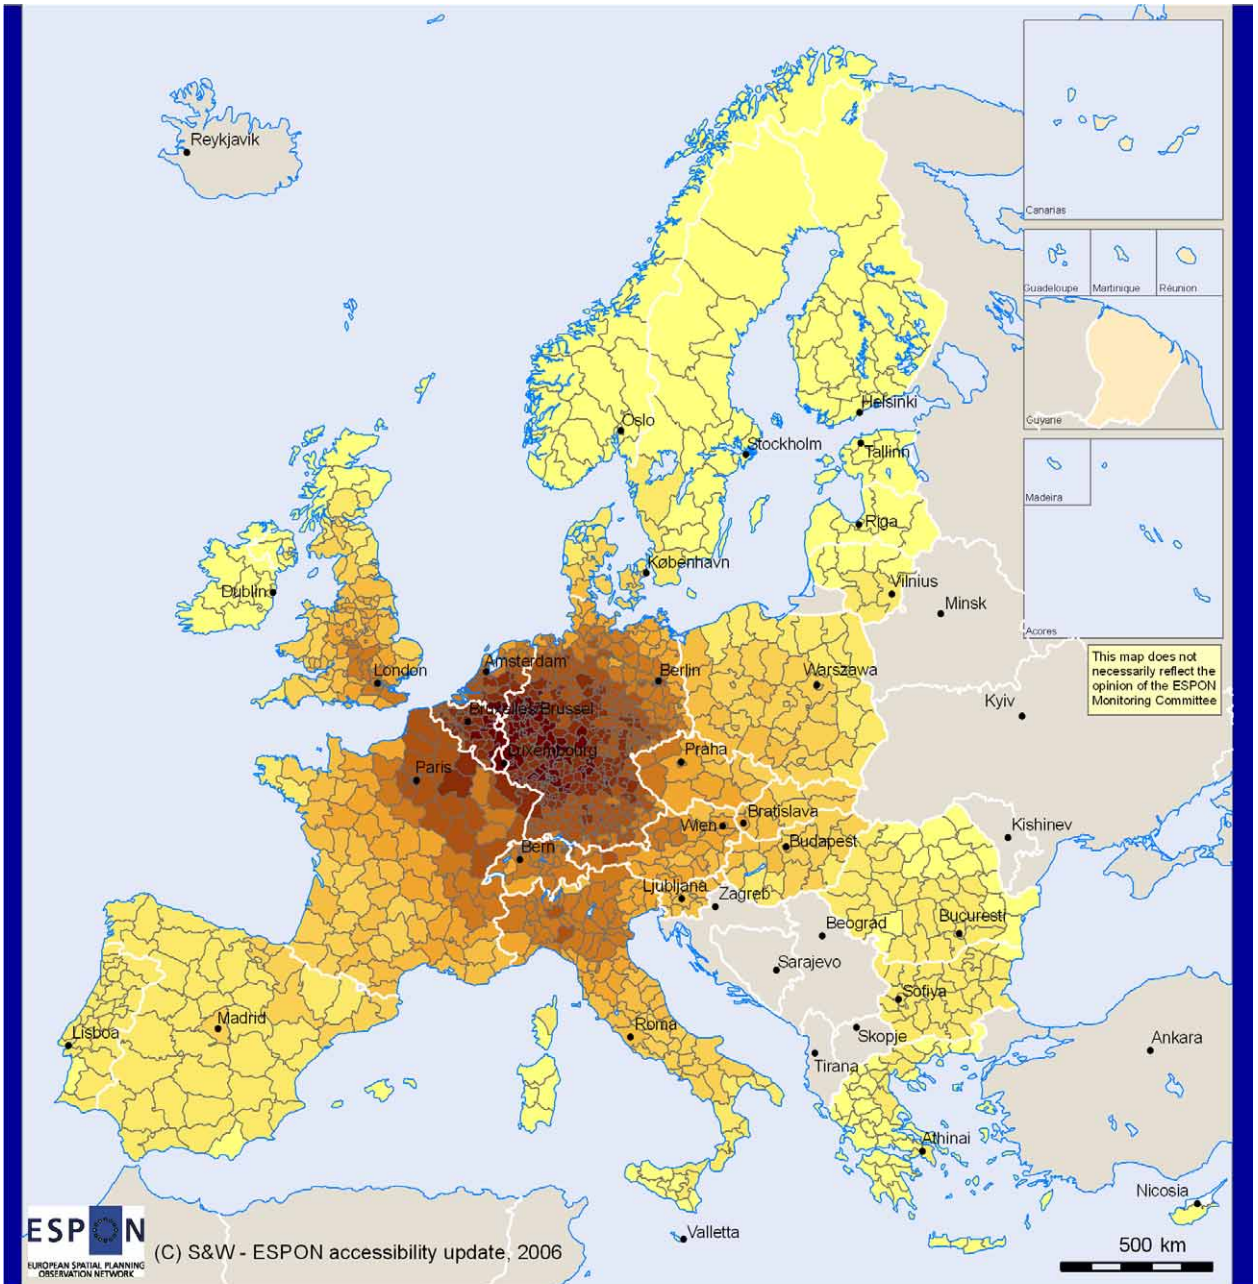 Reykjavik
Canarias
Guadeloupe
Martinique
Réunion
Guyane
Helsinki
Oslo
Stockholm
Tallinn
Madeira
Riga
København
Vilnius
Dublin
Minsk
Acores
This map does not
necessarily reflect the
opinion of the ESPON
Monitoring Committee
London
Amsterdam
Berlin
Warszawa
Kyiv
Bruxelles/Brussel
Luxembourg
Praha
Paris
Wien
Bratislava
Kishinev
Budapest
Bern
Ljubljana
Zagreb
Beograd
Bucuresti
Sarajevo
Sofiya
Madrid
Lisboa
Roma
Skopje
Ankara
Tirana
Athinai
Nicosia
Valletta
ESPON
EUROPEAN SPATIAL PLANNING
OBSERVATION NETWORK
(C) S&W - ESPON accessibility update, 2006
500 km